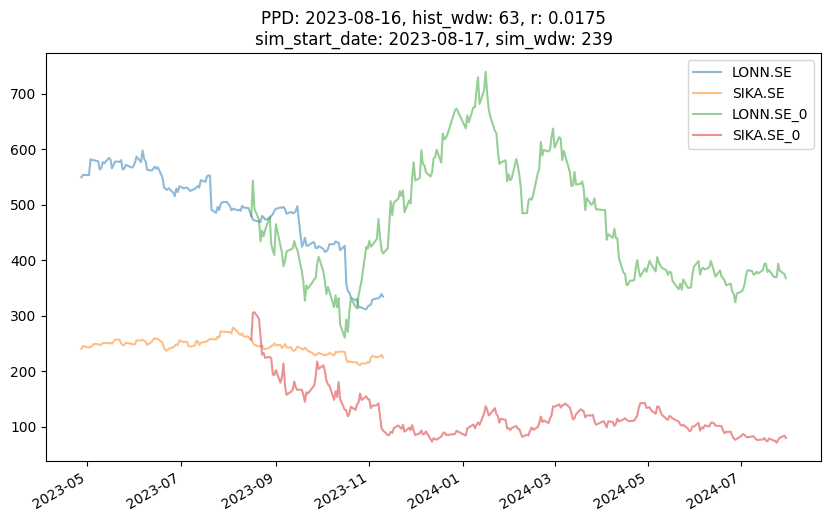 PPD: 2023-08-16, hist_wdw: 63, r: 0.0175
sim_start_date: 2023-08-17, sim_wdw: 239
LONN.SE
SIKA.SE
LONN.SE_0
SIKA.SE_0
700
600
500
400
300
200
100
2023-05
2023-07
2023-09
2023-11
2024-01
2024-03
2024-05
2024-07